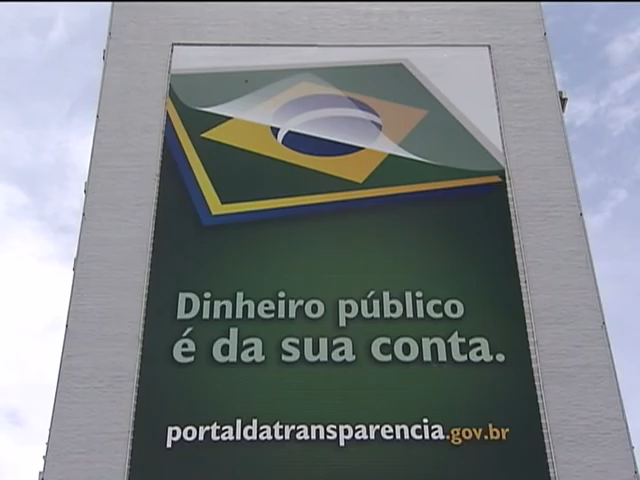 Dinheiro público
é da sua conta.
portaldatransparencia.gov.br